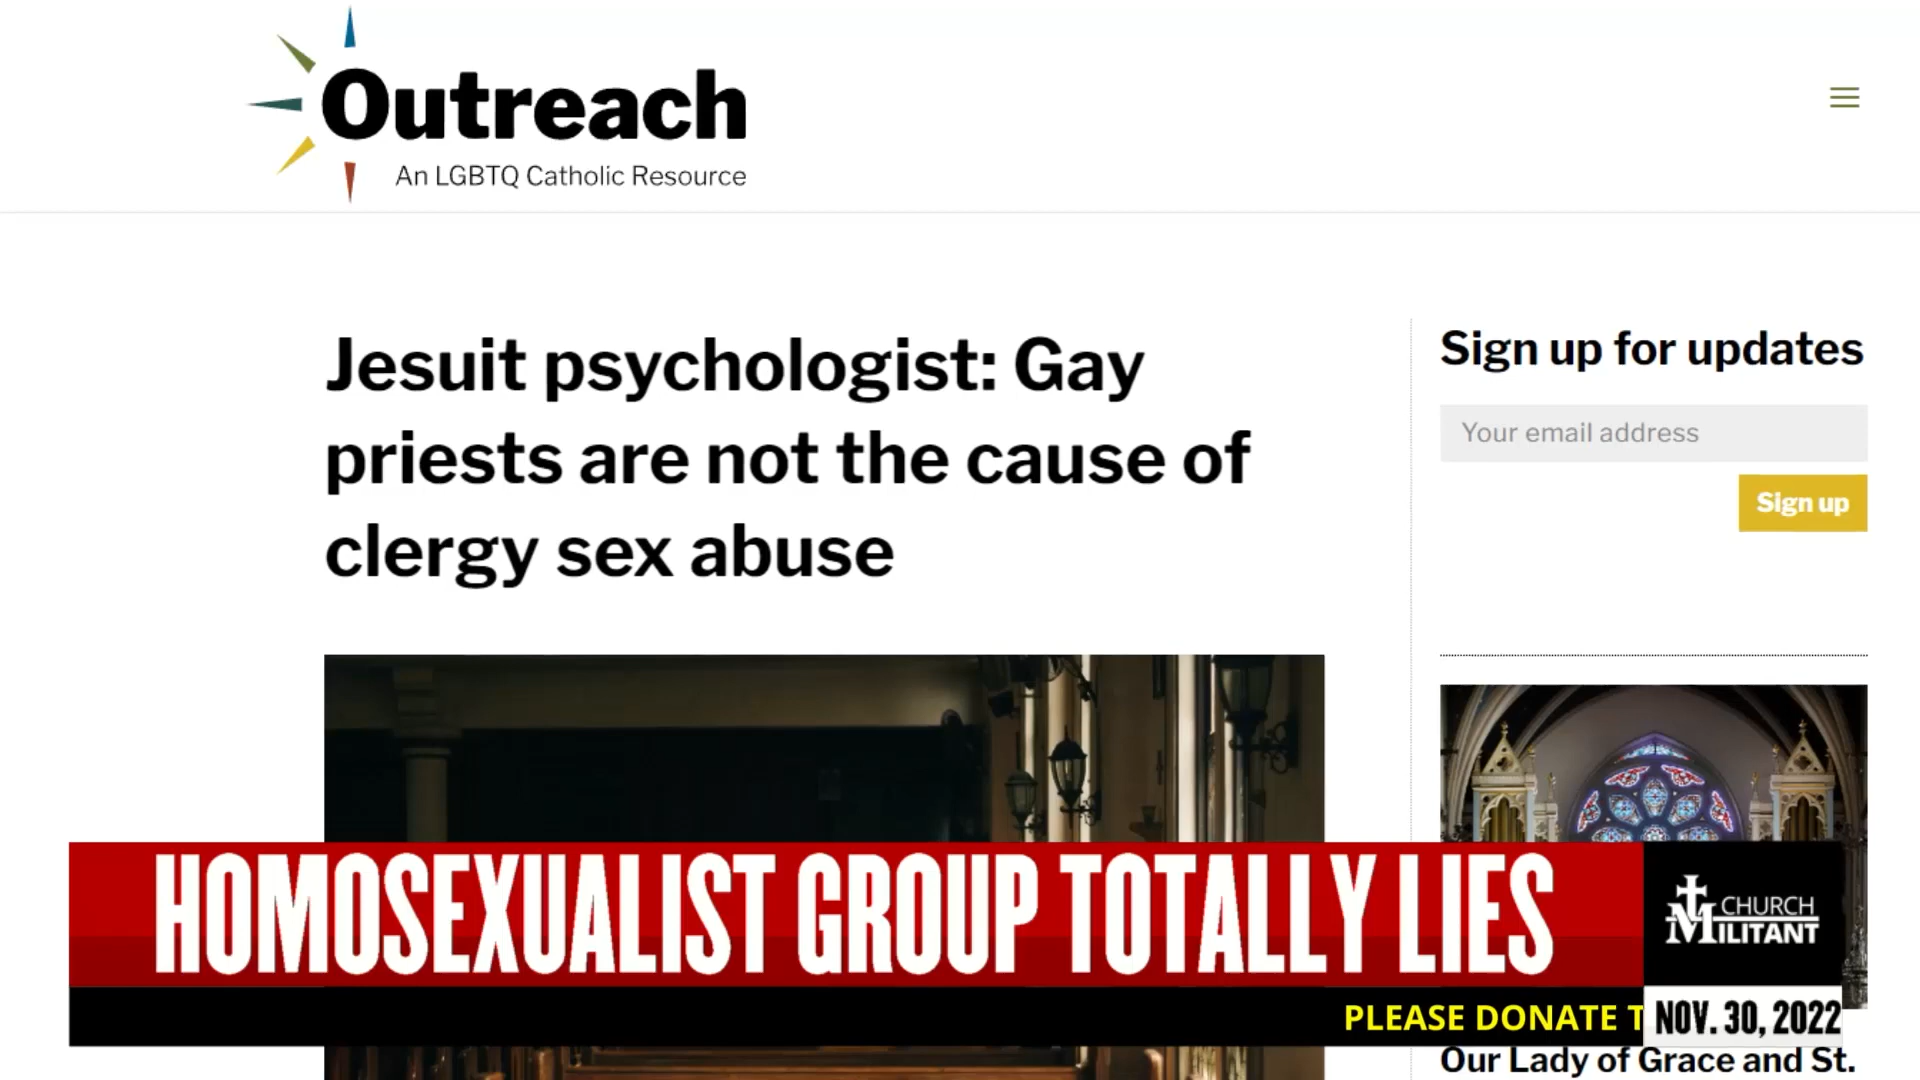 Outreach
An LGBTQ Catholic Resource
Jesuit psychologist: Gay
priests are not the cause of
clergy sex abuse
Sign up for updates
Your email address
Sign up
HOMOSEXUALIST GROUP TOTALLY LIES
CHURCH
MILITANT
PLEASE DONATE T
NOV. 30, 2022
Our Lady of Grace and St.